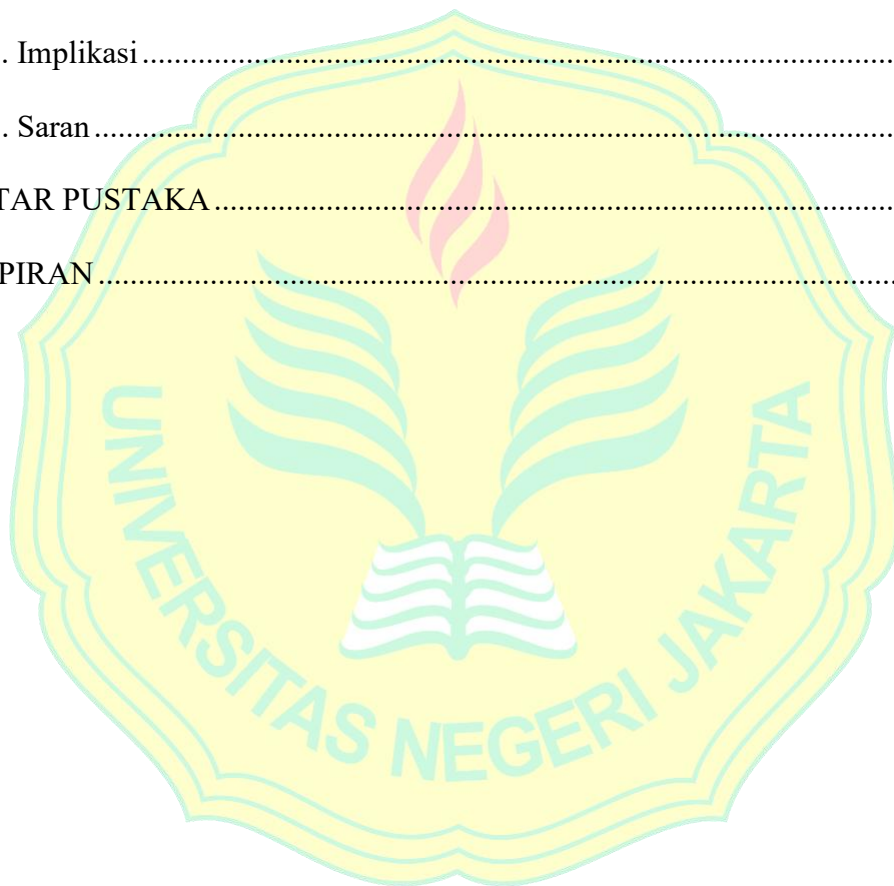 . Implikasi........................................................................................................
. Saran..............................................................................................................
TAR PUSTAKA..............................................................................................
PIRAN.............................................................................................................
UNIVERSITAS NEGERI JAKARTA